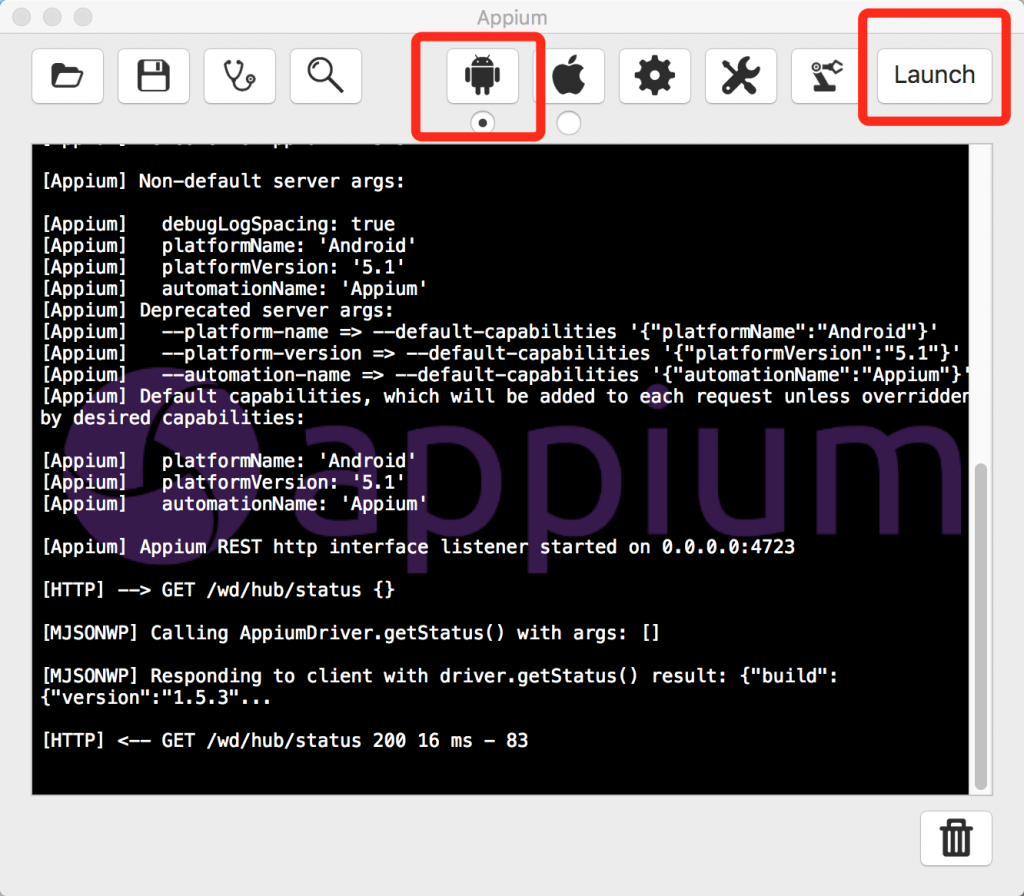 Appium
Launch
[Appium] Non-default server args:
[Appium]   debugLogSpacing: true
[Appium]   platformName: 'Android'
[Appium]   platformVersion: '5.1'
[Appium]   automationName: 'Appium'
[Appium] Deprecated server args:
[Appium]   --platform-name => --default-capabilities '{"platformName":"Android"}'
[Appium]   --platform-version => --default-capabilities '{"platformVersion":"5.1"}'
[Appium]   --automation-name => --default-capabilities '{"automationName":"Appium"}'
[Appium] Default capabilities, which will be added to each request unless overridden
by desired capabilities:
[Appium]   platformName: 'Android'
[Appium]   platformVersion: '5.1'
[Appium]   automationName: 'Appium'
appium
[Appium] Appium REST http interface listener started on 0.0.0.0:4723
[HTTP] --> GET /wd/hub/status {}
[MJSONWP] Calling AppiumDriver.getStatus() with args: []
[MJSONWP] Responding to client with driver.getStatus() result: {"build":
{"version":"1.5.3"...
[HTTP] <-- GET /wd/hub/status 200 16 ms - 83